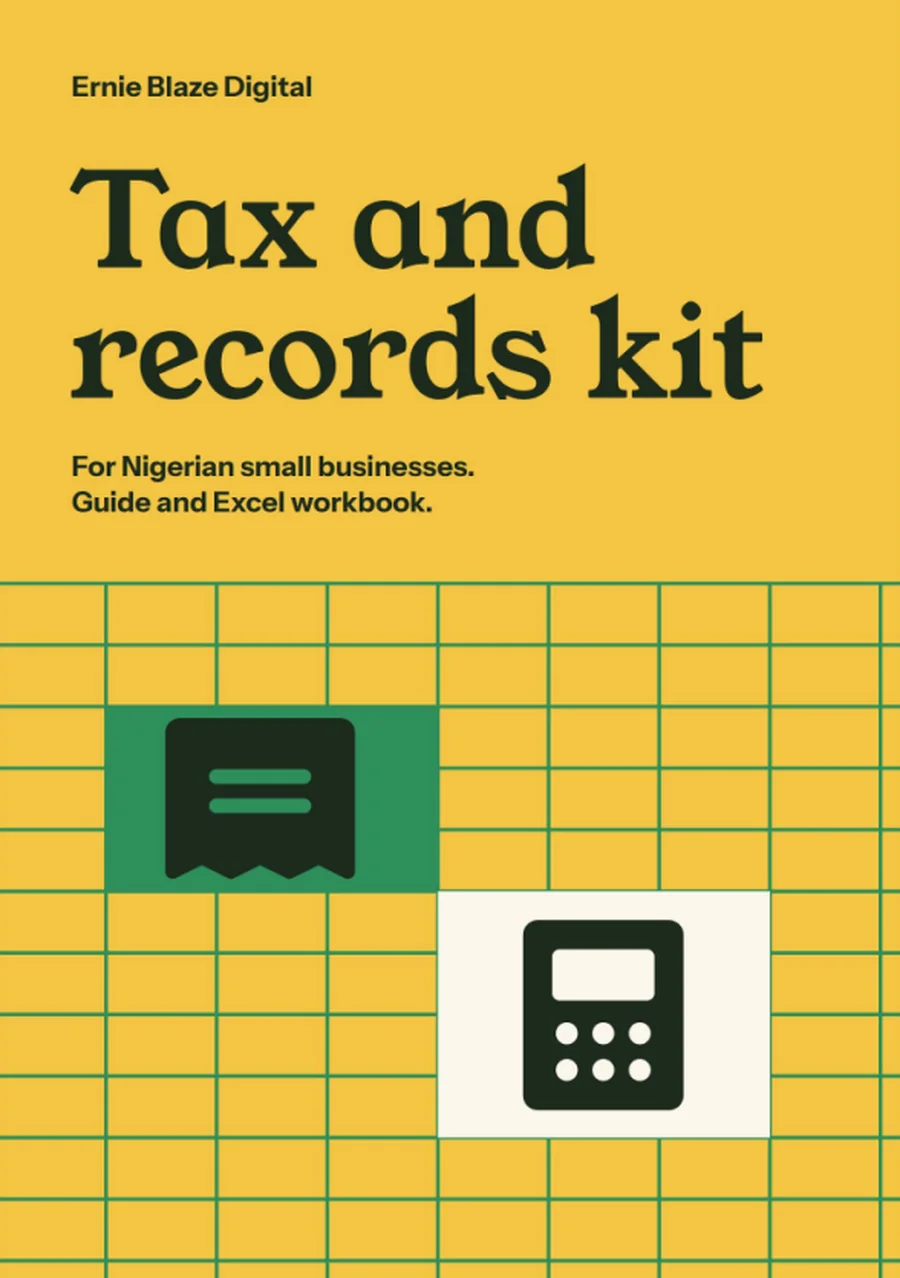 Ernie Blaze Digital
Tax and
records kit
For Nigerian small businesses.
Guide and Excel workbook.